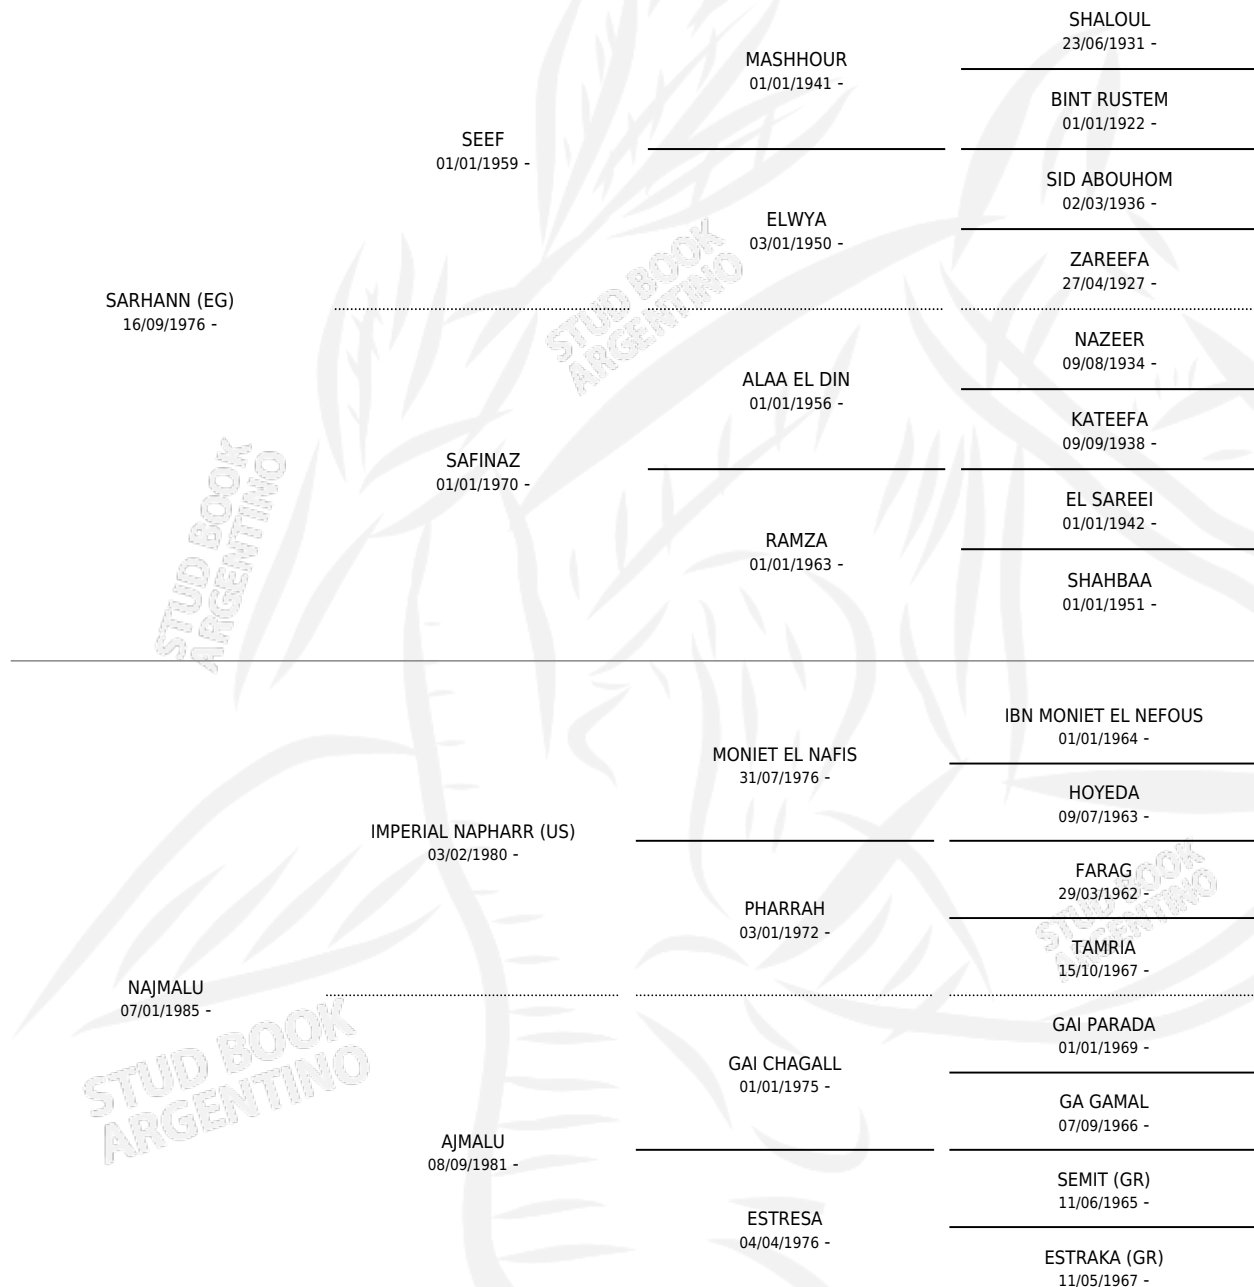 SHALOUL
23/06/1931 -
MASHHOUR
01/01/1941 -
BINT RUSTEM
01/01/1922 -
SEEF
01/01/1959 -
SID ABOUHOM
02/03/1936 -
ELWYA
03/01/1950 -
ZAREEFA
27/04/1927 -
SARHANN (EG)
16/09/1976 -
NAZEER
09/08/1934 -
ALAA EL DIN
01/01/1956 -
KATEEFA
09/09/1938 -
SAFINAZ
01/01/1970 -
EL SAREEI
01/01/1942 -
RAMZA
01/01/1963 -
SHAHBAA
01/01/1951 -
IBN MONIET EL NEFOUS
01/01/1964 -
MONIET EL NAFIS
31/07/1976 -
HOYEDA
09/07/1963 -
IMPERIAL NAPHARR (US)
03/02/1980 -
FARAG
29/03/1962 -
PHARRAH
03/01/1972 -
TAMRIA
15/10/1967 -
NAJMALU
07/01/1985 -
GAI PARADA
01/01/1969 -
GAI CHAGALL
01/01/1975 -
GA GAMAL
07/09/1966 -
AJMALU
08/09/1981 -
SEMIT (GR)
11/06/1965 -
ESTRESA
04/04/1976 -
ESTRAKA (GR)
11/05/1967 -
STUD BOOK
ARGENTINO
STUD BOOK
ARGENTINO
STUD BOOK
ARGENTINO
STUD BOOK
ARGENTINO